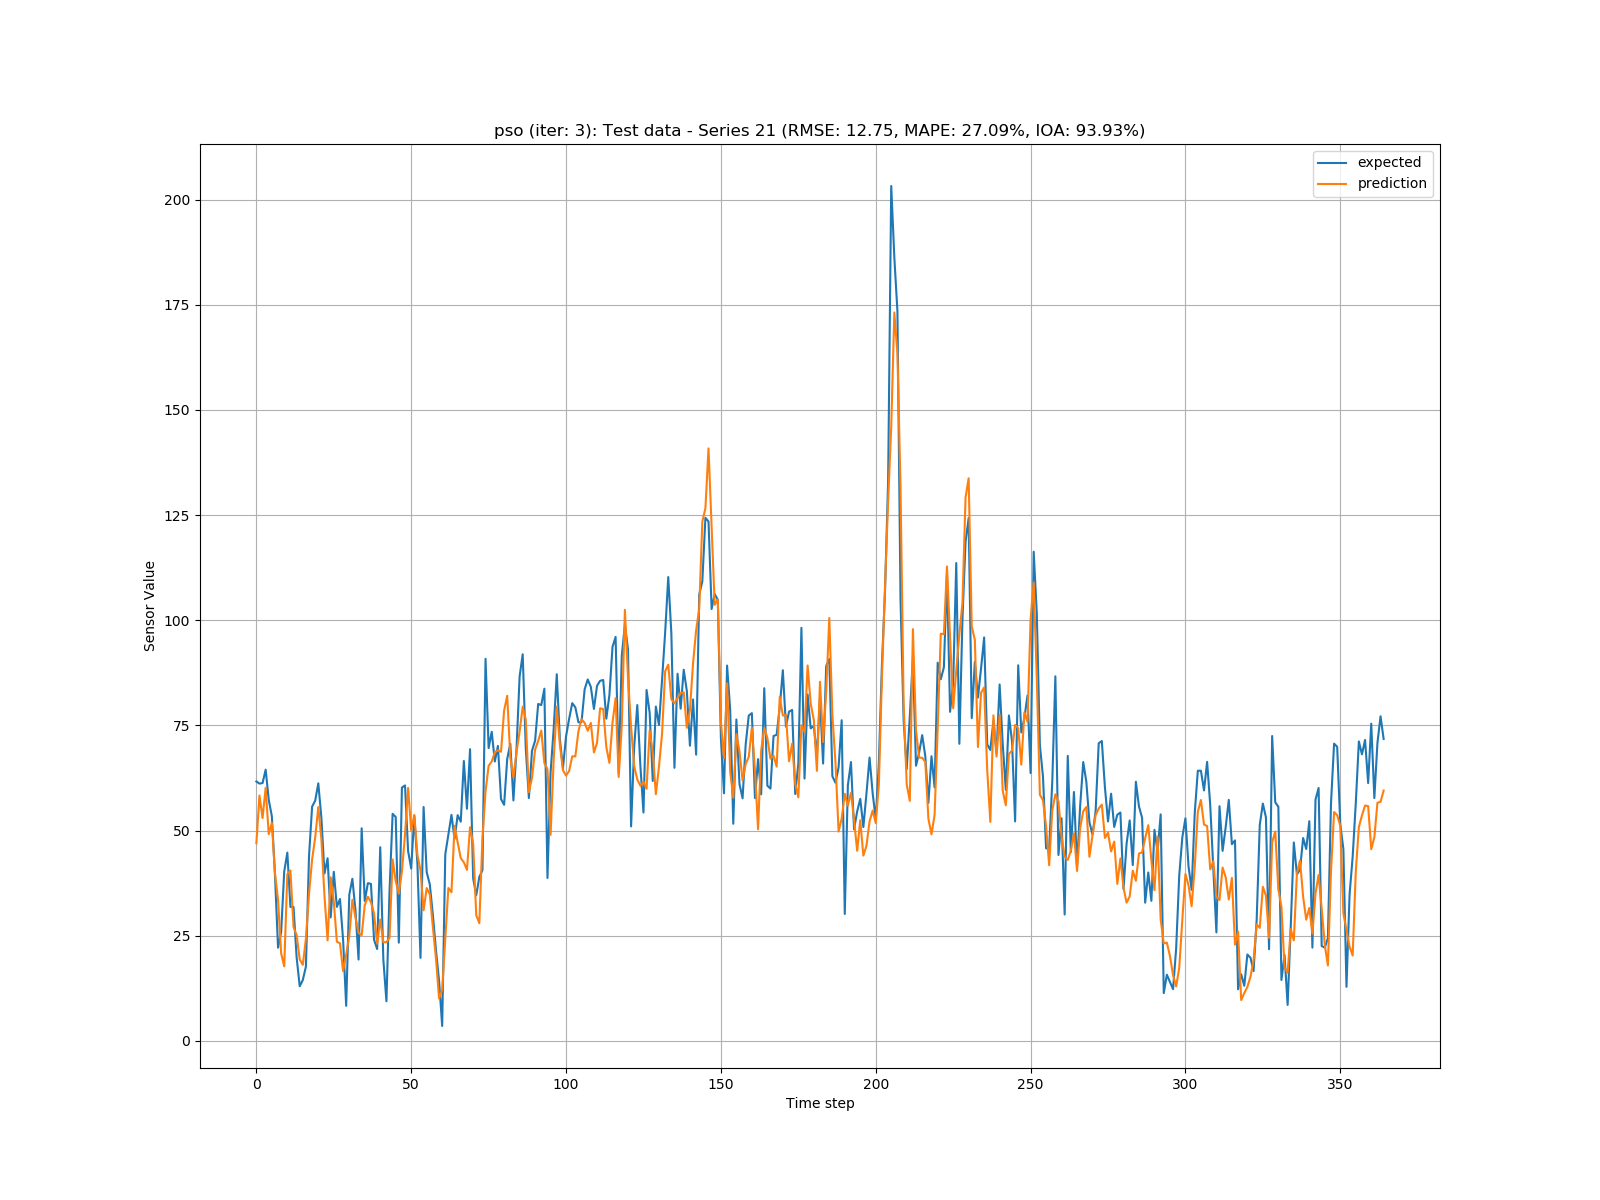 pso (iter: 3): Test data - Series 21 (RMSE: 12.75, MAPE: 27.09%, IOA: 93.93%)
expected
prediction
200
175
150
125
100
75
50
25
0
Sensor Value
0 50 100 150 200 250 300 350
Time step